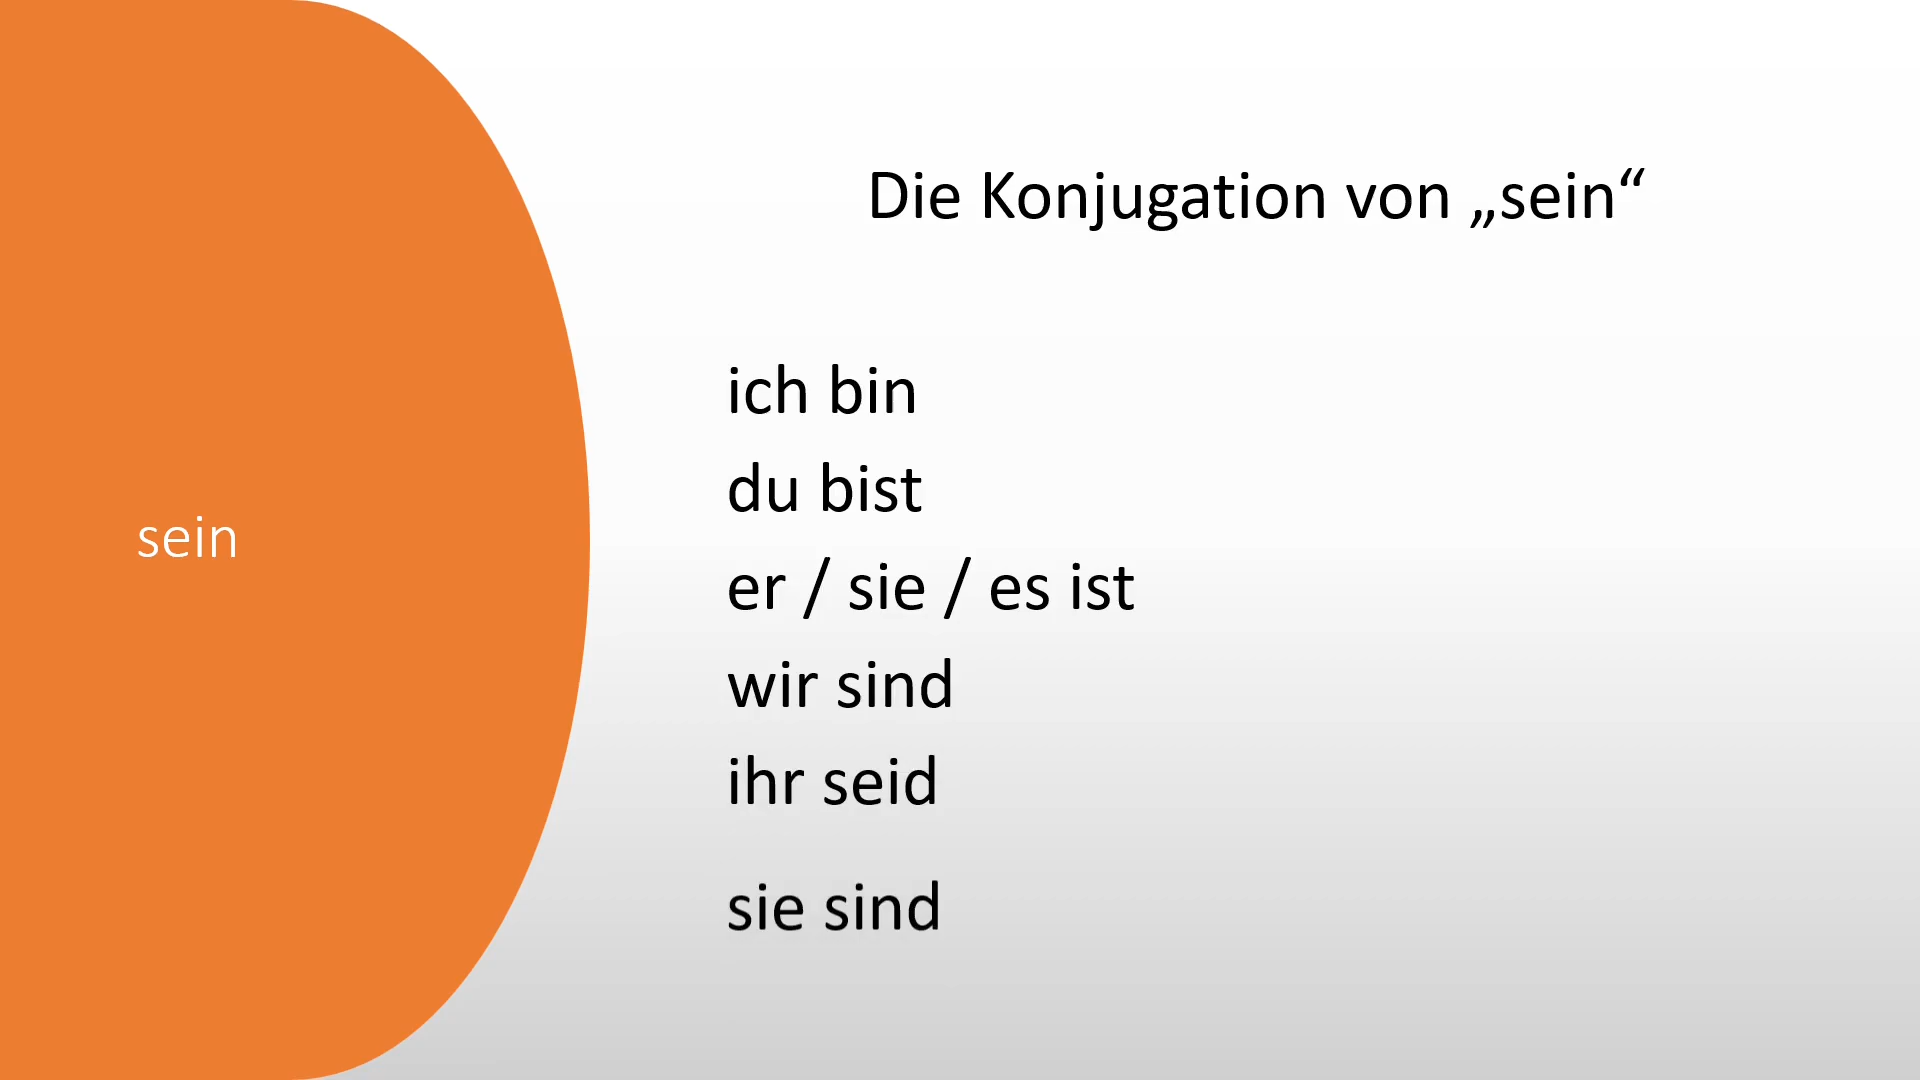 Die Konjugation von „sein“
sein
ich bin
du bist
er / sie / es ist
wir sind
ihr seid
sie sind